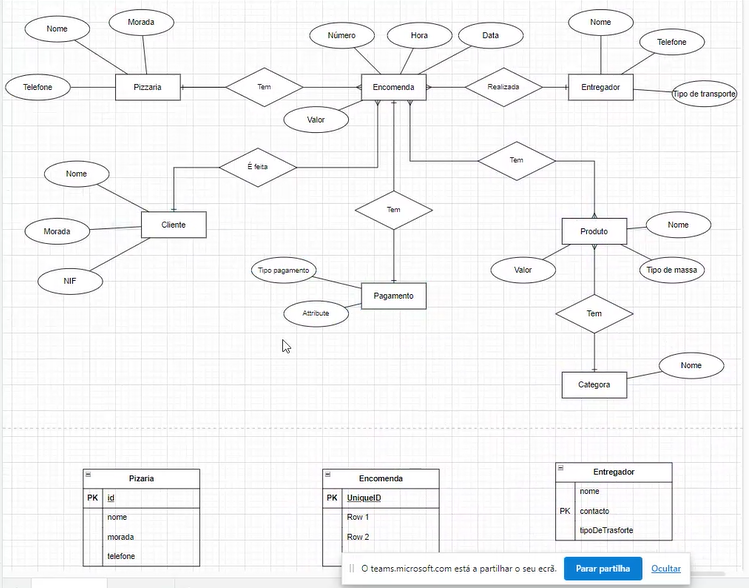 Nome
Morada
Telefone
Pizzaria
Tem
Número
Hora
Data
Encomenda
Valor
Realizada
Nome
Telefone
Entregador
Tipo de transporte
É feita
Nome
Morada
NIF
Cliente
Tem
Tipo pagamento
Attribute
Pagamento
Tem
Produto
Nome
Valor
Tipo de massa
Tem
Categora
Nome
Pizaria
PK id
nome
morada
telefone
Encomenda
PK UniqueID
Row 1
Row 2
Entregador
nome
PK contacto
tipoDeTrasforte
O teams.microsoft.com está a partilhar o seu ecrã.
Parar partilha
Ocultar